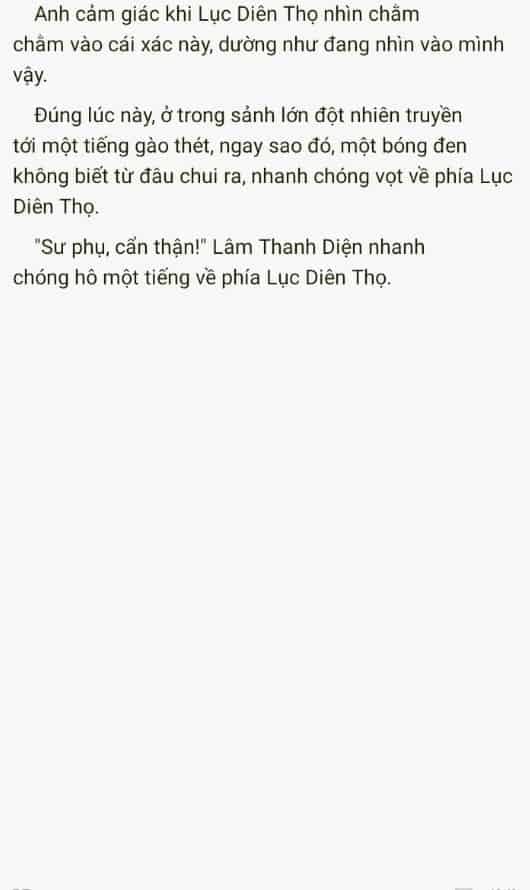 Anh cảm giác khi Lục Diên Thọ nhìn chằm
chằm vào cái xác này, dường như đang nhìn vào mình
vậy.
Đúng lúc này, ở trong sảnh lớn đột nhiên truyền
tới một tiếng gào thét, ngay sao đó, một bóng đen
không biết từ đâu chui ra, nhanh chóng vọt về phía Lục
Diên Thọ.
"Sư phụ, cẩn thận!" Lâm Thanh Diện nhanh
chóng hô một tiếng về phía Lục Diên Thọ.